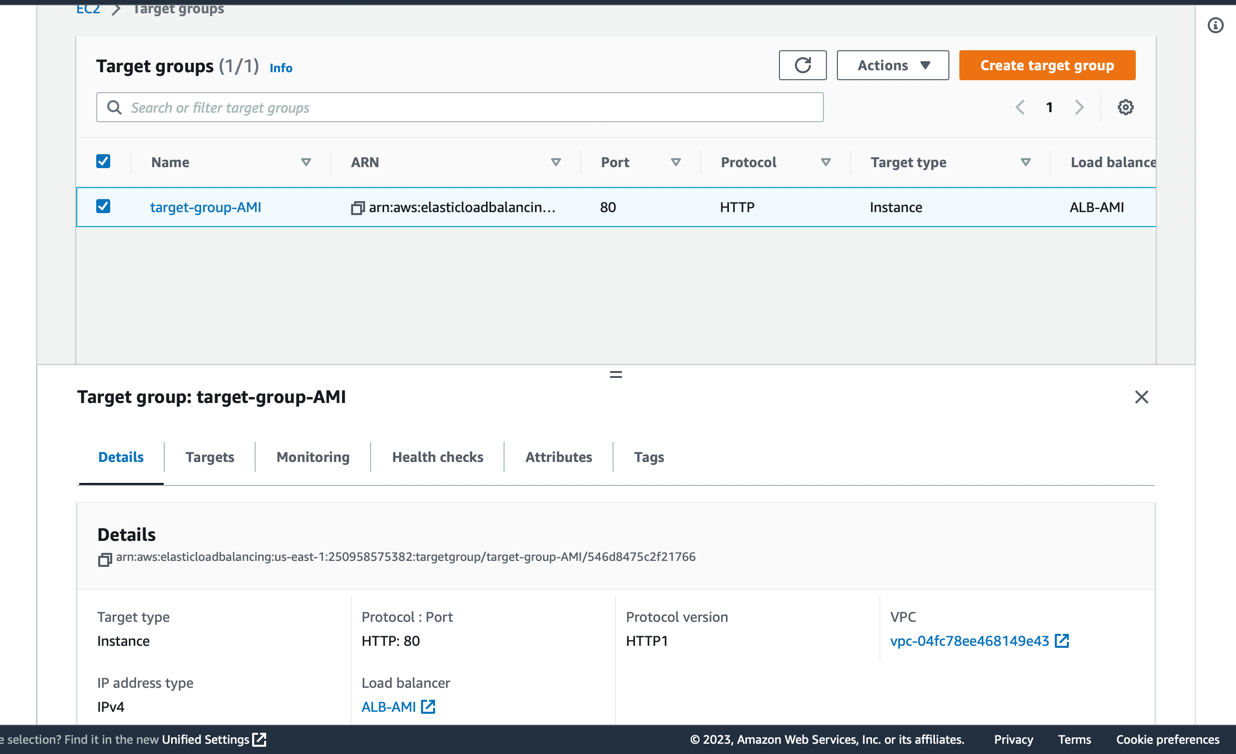 EC2 > Target groups
Target groups (1/1) Info
Actions
Create target group
Search or filter target groups
1
Name ARN Port Protocol Target type Load balance
target-group-AMI arn:aws:elasticloadbalancin... 80 HTTP Instance ALB-AMI
Target group: target-group-AMI
Details Targets Monitoring Health checks Attributes Tags
Details
arn:aws:elasticloadbalancing:us-east-1:250958575382:targetgroup/target-group-AMI/546d8475c2f21766
Target type Protocol : Port Protocol version VPC
Instance HTTP: 80 HTTP1 vpc-04fc78ee468149e43
IP address type Load balancer
IPv4 ALB-AMI
e selection? Find it in the new Unified Settings © 2023, Amazon Web Services, Inc. or its affiliates. Privacy Terms Cookie preferences